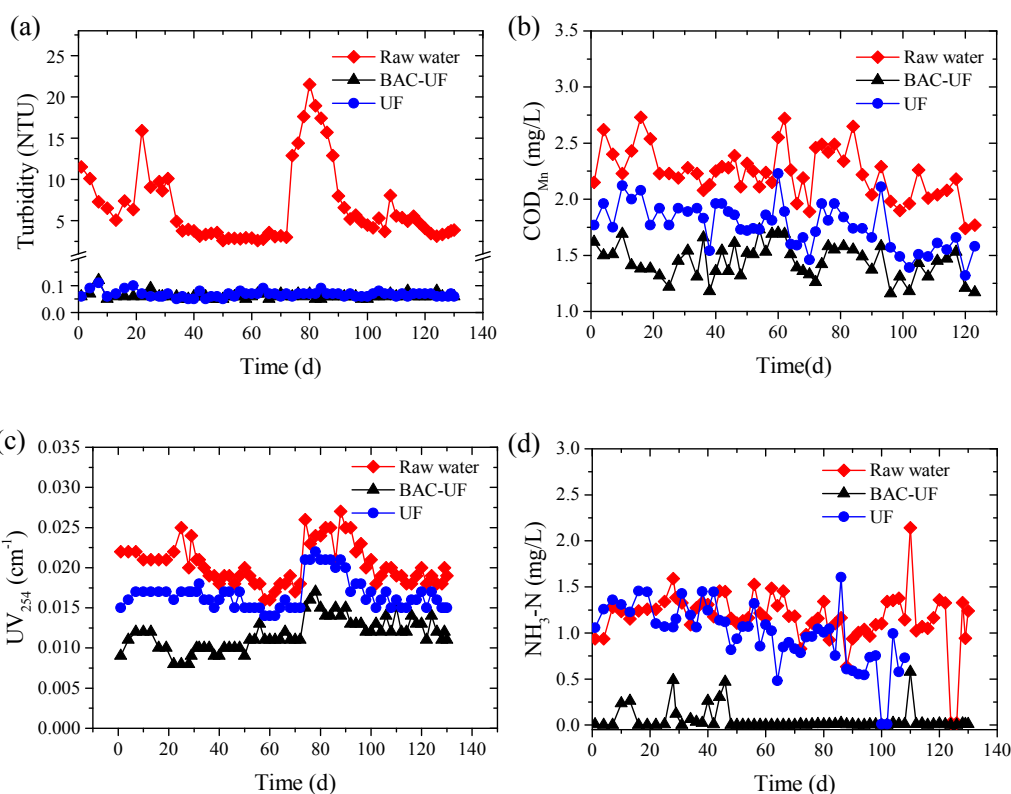 (a)
Turbidity (NTU)
25
20
15
10
5
0.1
0.0
0 20 40 60 80 100 120 140
Time (d)
Raw water
BAC-UF
UF
(b)
COD_Mn (mg/L)
3.5
3.0
2.5
2.0
1.5
1.0
0 20 40 60 80 100 120
Time(d)
Raw water
BAC-UF
UF
(c)
UV_254 (cm⁻¹)
0.035
0.030
0.025
0.020
0.015
0.010
0.005
0.000
0 20 40 60 80 100 120 140
Time (d)
Raw water
BAC-UF
UF
(d)
NH₃-N (mg/L)
3.0
2.5
2.0
1.5
1.0
0.5
0.0
0 20 40 60 80 100 120 140
Time (d)
Raw water
BAC-UF
UF